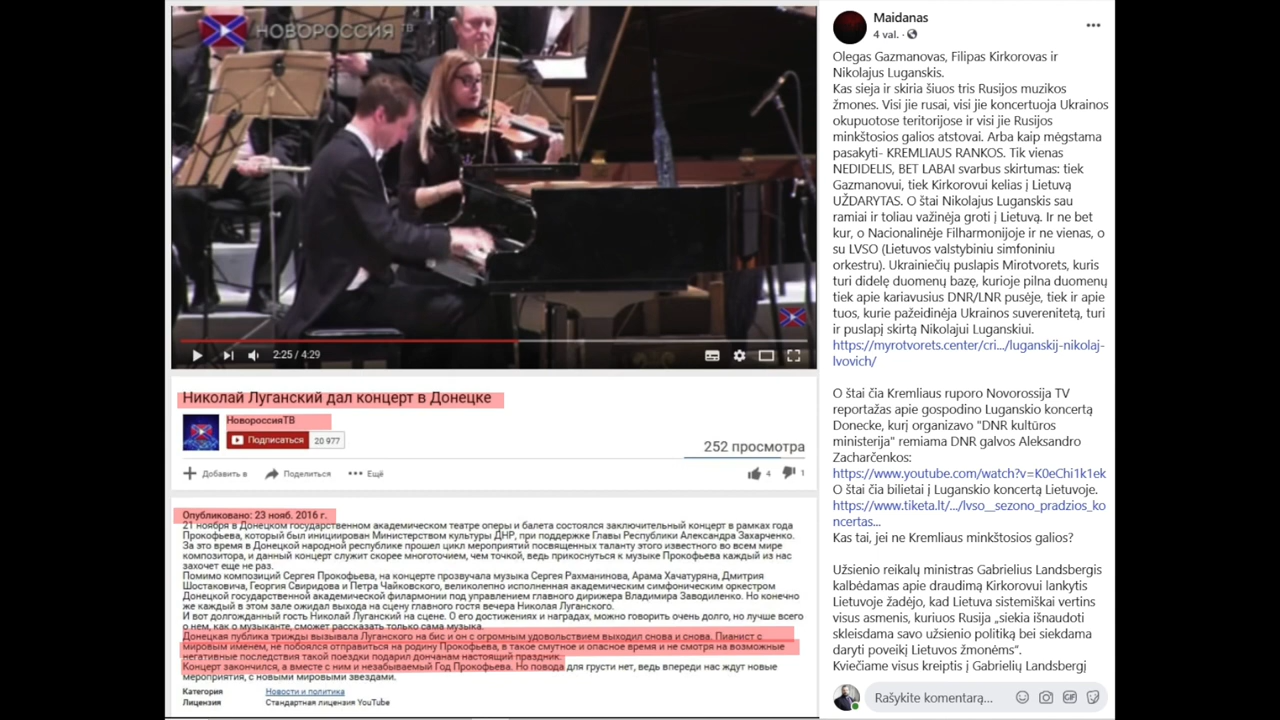 НОВОРОССИЯ ТВ
2:25 / 4:29
Николай Луганский дал концерт в Донецке
НовороссияТВ
Подписаться 20 977
252 просмотра
Добавить в Поделиться Ещё
4 1
Опубликовано: 23 нояб. 2016 г.
21 ноября в Донецком государственном академическом театре оперы и балета состоялся заключительный концерт в рамках года
Прокофьева, который был инициирован Министерством культуры ДНР, при поддержке Главы Республики Александра Захарченко.
За это время в Донецкой народной республике прошел цикл мероприятий посвященных таланту этого известного во всем мире
композитора, и данный концерт служит скорее многоточием, чем точкой, ведь прикоснуться к музыке Прокофьева каждый из нас
захочет еще не раз.
Помимо композиций Сергея Прокофьева, на концерте прозвучала музыка Сергея Рахманинова, Арама Хачатуряна, Дмитрия
Шостаковича, Георгия Свиридова и Петра Чайковского, великолепно исполненная академическим симфоническим оркестром
Донецкой государственной академической филармонии под управлением главного дирижера Владимира Заводиленко. Но конечно
же каждый в этом зале ожидал выхода на сцену главного гостя вечера Николая Луганского.
И вот долгожданный гость Николай Луганский на сцене. О его достижениях и наградах, можно говорить очень долго, но лучше всего
о нем, как о музыканте, сможет рассказать только сама музыка.
Донецкая публика трижды вызывала Луганского на бис и он с огромным удовольствием выходил снова и снова. Пианист с
мировым именем, не побоялся отправиться на родину Прокофьева, в такое смутное и опасное время и не смотря на возможные
негативные последствия такой поездки подарил дончанам настоящий праздник.
Концерт закончился, а вместе с ним и незабываемый Год Прокофьева. Но повода для грусти нет, ведь впереди нас ждут новые
мероприятия, с новыми мировыми звездами.
Категория Новости и политика
Лицензия Стандартная лицензия YouTube
Maidanas
4 val.
Olegas Gazmanovas, Filipas Kirkorovas ir
Nikolajus Luganskis.
Kas sieja ir skiria šiuos tris Rusijos muzikos
žmones. Visi jie rusai, visi jie koncertuoja Ukrainos
okupuotose teritorijose ir visi jie Rusijos
minkštosios galios atstovai. Arba kaip mėgstama
pasakyti- KREMLIAUS RANKOS. Tik vienas
NEDIDELIS, BET LABAI svarbus skirtumas: tiek
Gazmanovui, tiek Kirkorovui kelias į Lietuvą
UŽDARYTAS. O štai Nikolajus Luganskis sau
ramiai ir toliau važinėja groti į Lietuvą. Ir ne bet
kur, o Nacionalinėje Filharmonijoje ir ne vienas, o
su LVSO (Lietuvos valstybiniu simfoniniu
orkestru). Ukrainiečių puslapis Mirotvorets, kuris
turi didelę duomenų bazę, kurioje pilna duomenų
tiek apie kariavusius DNR/LNR pusėje, tiek ir apie
tuos, kurie pažeidinėja Ukrainos suverenitetą, turi
ir puslapį skirtą Nikolajui Luganskiui.
https://myrotvorets.center/cri.../luganskij-nikolaj-
lvovich/
O štai čia Kremliaus ruporo Novorossija TV
reportažas apie gospodino Luganskio koncertą
Donecke, kurį organizavo "DNR kultūros
ministerija" remiama DNR galvos Aleksandro
Zacharčenkos:
https://www.youtube.com/watch?v=K0eChi1k1ek
O štai čia bilietai į Luganskio koncertą Lietuvoje.
https://www.tiketa.lt/.../lvso__sezono_pradzios_ko
ncertas...
Kas tai, jei ne Kremliaus minkštosios galios?
Užsienio reikalų ministras Gabrielius Landsbergis
kalbėdamas apie draudimą Kirkorovui lankytis
Lietuvoje žadėjo, kad Lietuva sistemiškai vertins
visus asmenis, kuriuos Rusija „siekia išnaudoti
skleisdama savo užsienio politiką bei siekdama
daryti poveikį Lietuvos žmonėms“.
Kviečiame visus kreiptis į Gabrielių Landsbergį
Rašykite komentarą...